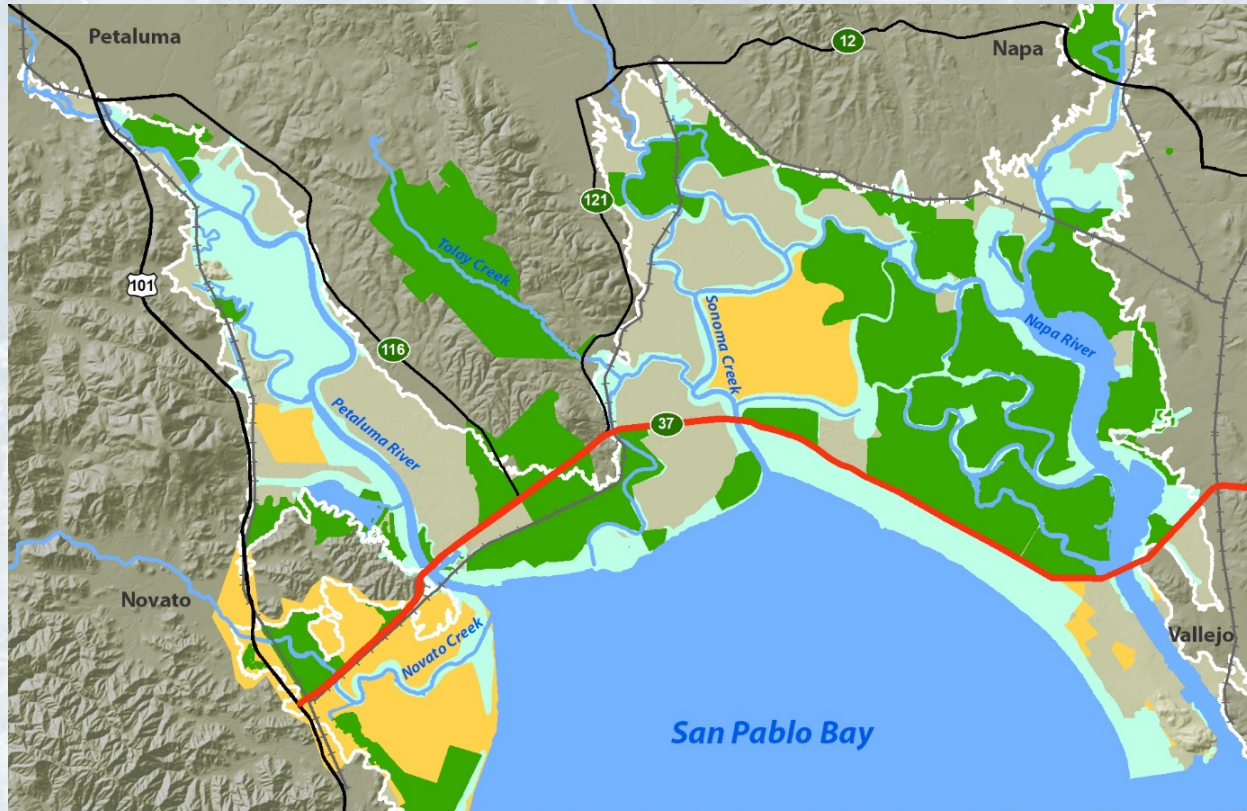 Petaluma
12
Napa
121
Tolay Creek
101
Sonoma Creek
Napa River
116
Petaluma River
37
Novato
Novato Creek
Vallejo
San Pablo Bay